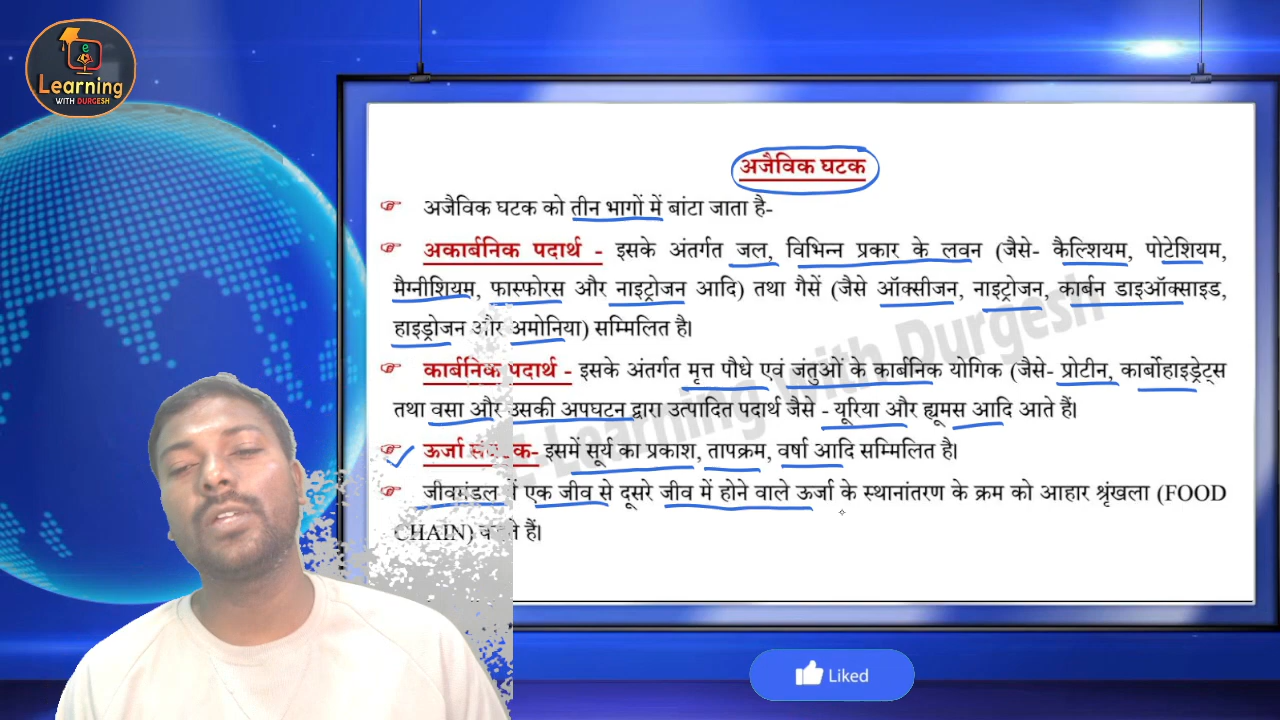 e
Learning
WITH DURGESH
अजैविक घटक
☞ अजैविक घटक को तीन भागों में बांटा जाता है-
☞ अकार्बनिक पदार्थ - इसके अंतर्गत जल, विभिन्न प्रकार के लवन (जैसे- कैल्शियम, पोटेशियम,
मैग्नीशियम, फास्फोरस और नाइट्रोजन आदि) तथा गैसें (जैसे ऑक्सीजन, नाइट्रोजन, कार्बन डाइऑक्साइड,
हाइड्रोजन और अमोनिया) सम्मिलित है।
☞ कार्बनिक पदार्थ - इसके अंतर्गत मृत्त पौधे एवं जंतुओं के कार्बनिक योगिक (जैसे- प्रोटीन, कार्बोहाइड्रेट्स
तथा वसा और उसकी अपघटन द्वारा उत्पादित पदार्थ जैसे - यूरिया और ह्यूमस आदि आते हैं।
☞ ऊर्जा इसमें सूर्य का प्रकाश, तापक्रम, वर्षा आदि सम्मिलित है।
☞ जीवमंडल में एक जीव से दूसरे जीव में होने वाले ऊर्जा के स्थानांतरण के क्रम को आहार श्रृंखला (FOOD
CHAIN) हैं।
E Learning with Durgesh
Liked